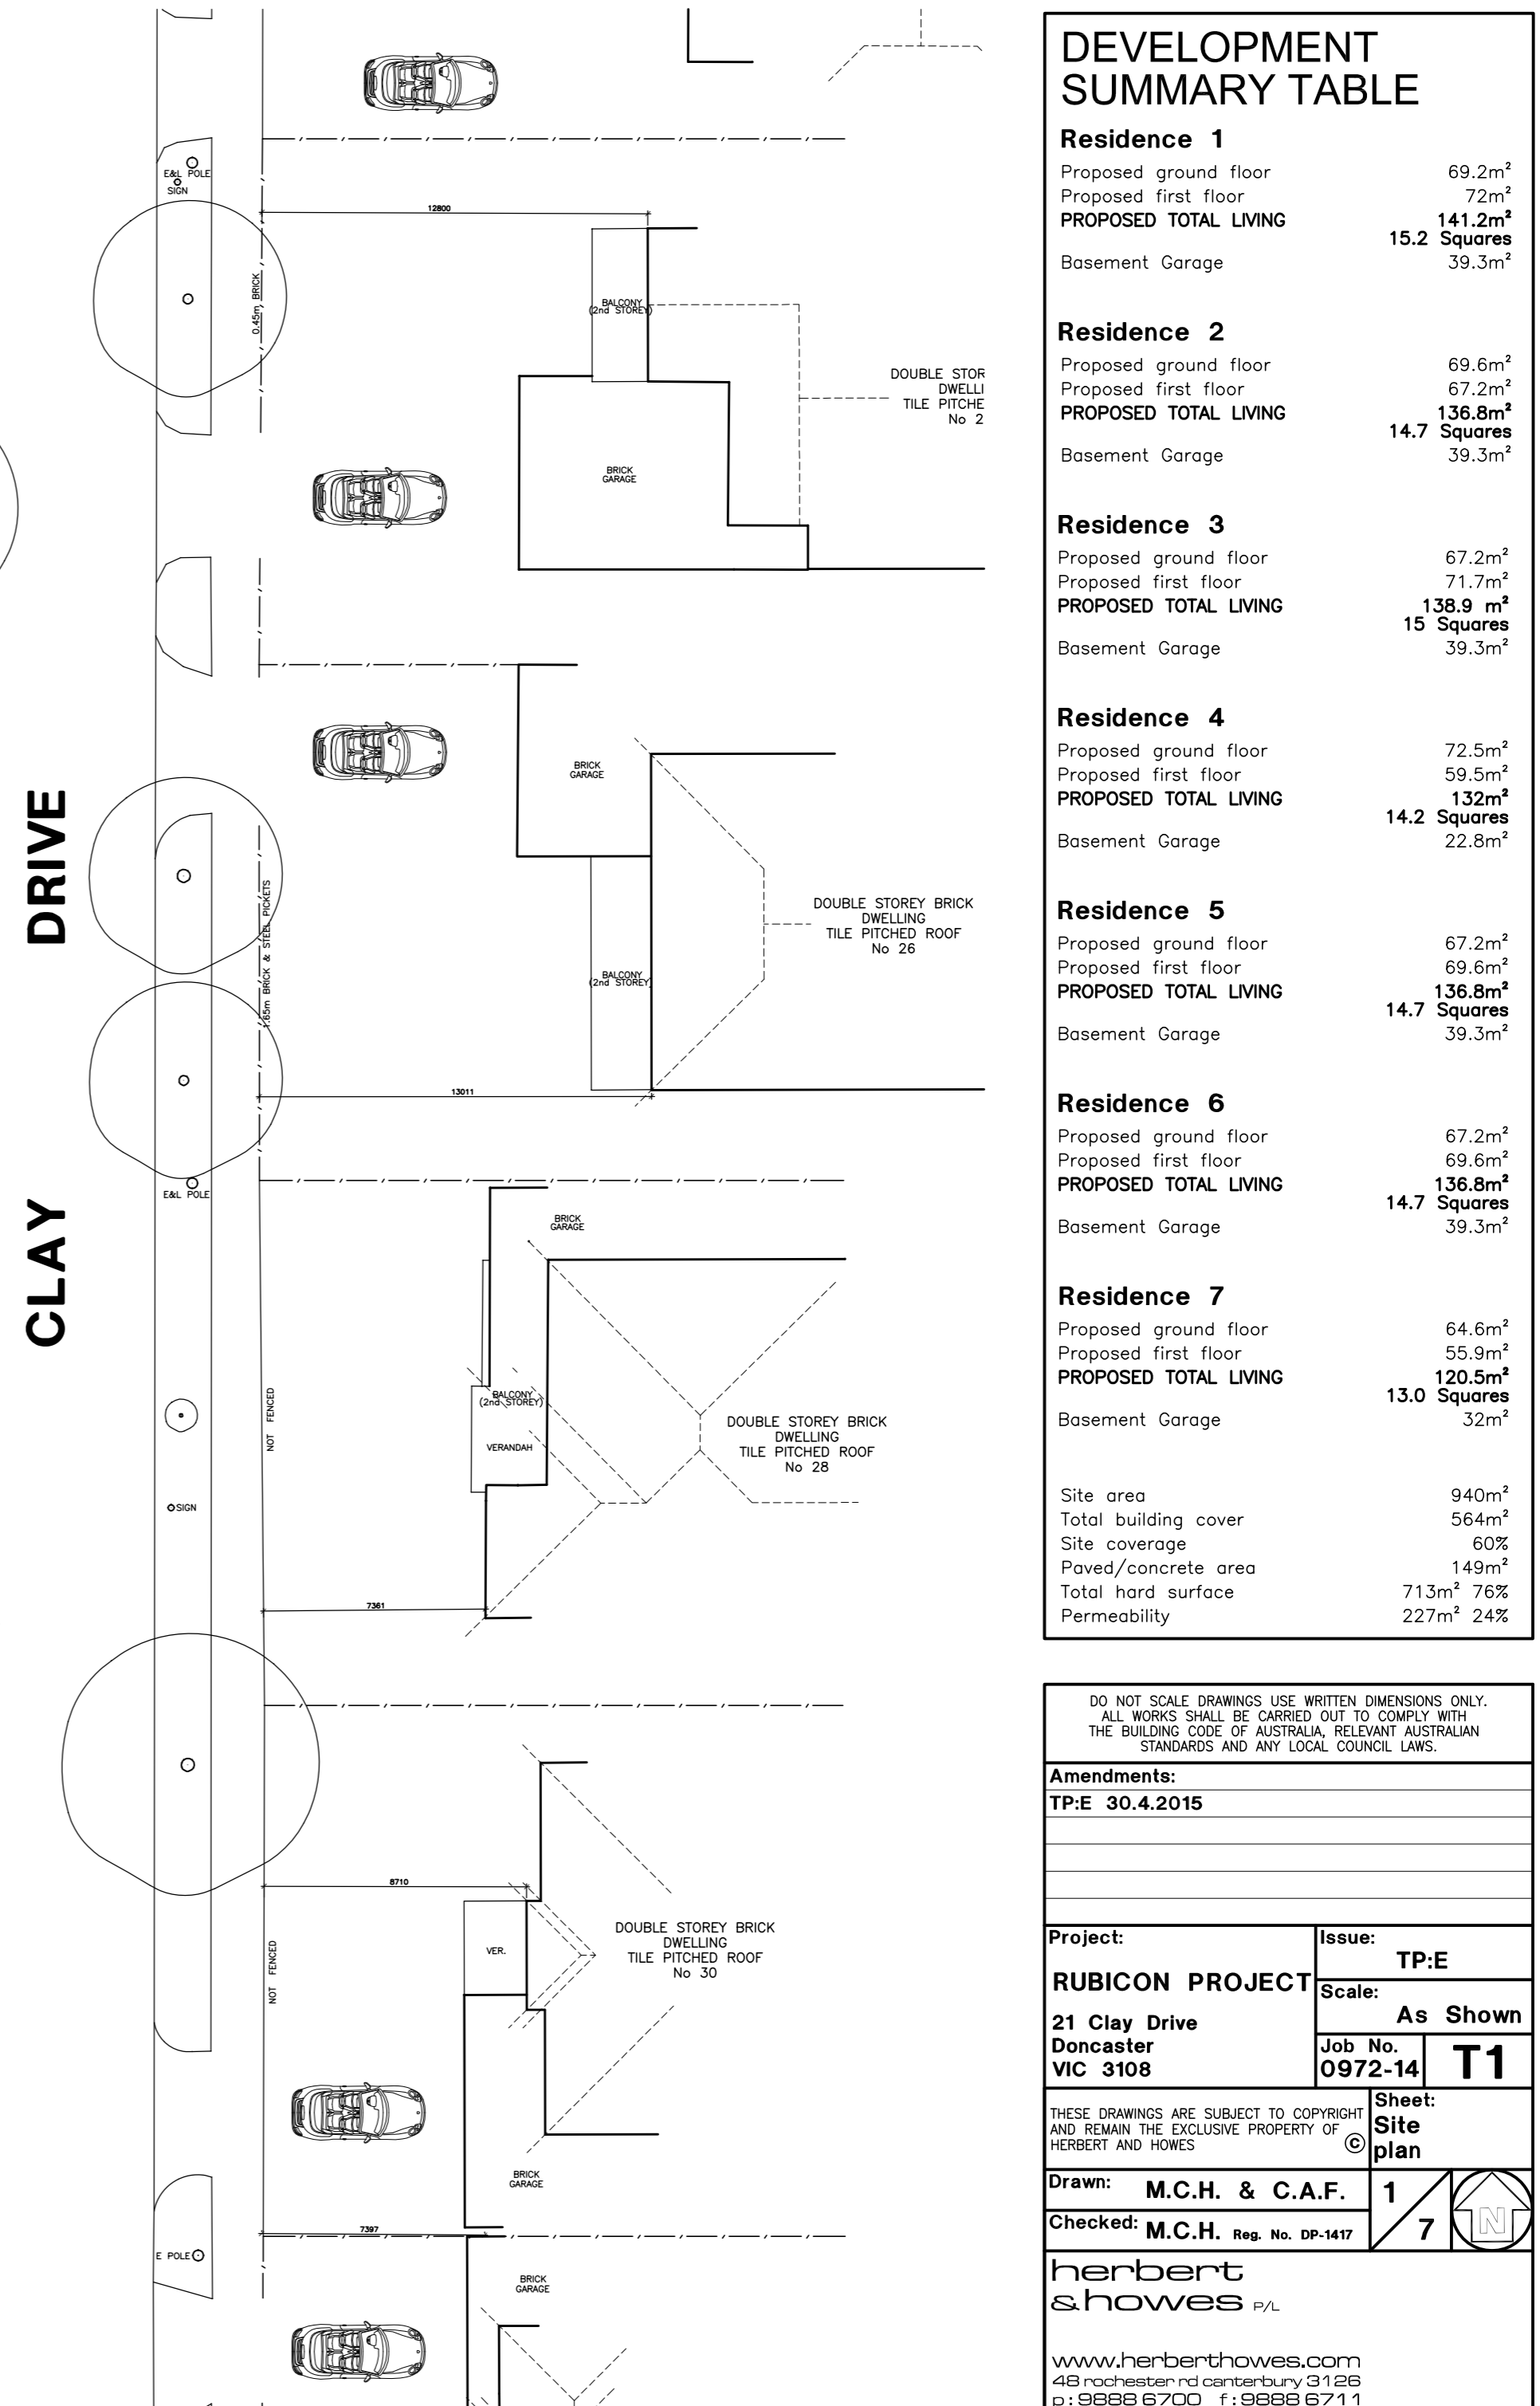 E&L POLE
SIGN
12800
0.45m BRICK
BALCONY
(2nd STOREY)
DOUBLE STOR
DWELLI
TILE PITCHE
No 2
BRICK
GARAGE
BRICK
GARAGE
DRIVE
1.65m BRICK & STEEL PICKETS
DOUBLE STOREY BRICK
DWELLING
TILE PITCHED ROOF
No 26
BALCONY
(2nd STOREY)
13011
E&L POLE
CLAY
BRICK
GARAGE
NOT FENCED
BALCONY
(2nd STOREY)
VERANDAH
DOUBLE STOREY BRICK
DWELLING
TILE PITCHED ROOF
No 28
SIGN
7361
8710
NOT FENCED
VER.
DOUBLE STOREY BRICK
DWELLING
TILE PITCHED ROOF
No 30
BRICK
GARAGE
7397
E POLE
BRICK
GARAGE
DEVELOPMENT
SUMMARY TABLE
Residence 1
Proposed ground floor 69.2m²
Proposed first floor 72m²
PROPOSED TOTAL LIVING 141.2m²
15.2 Squares
Basement Garage 39.3m²
Residence 2
Proposed ground floor 69.6m²
Proposed first floor 67.2m²
PROPOSED TOTAL LIVING 136.8m²
14.7 Squares
Basement Garage 39.3m²
Residence 3
Proposed ground floor 67.2m²
Proposed first floor 71.7m²
PROPOSED TOTAL LIVING 138.9 m²
15 Squares
Basement Garage 39.3m²
Residence 4
Proposed ground floor 72.5m²
Proposed first floor 59.5m²
PROPOSED TOTAL LIVING 132m²
14.2 Squares
Basement Garage 22.8m²
Residence 5
Proposed ground floor 67.2m²
Proposed first floor 69.6m²
PROPOSED TOTAL LIVING 136.8m²
14.7 Squares
Basement Garage 39.3m²
Residence 6
Proposed ground floor 67.2m²
Proposed first floor 69.6m²
PROPOSED TOTAL LIVING 136.8m²
14.7 Squares
Basement Garage 39.3m²
Residence 7
Proposed ground floor 64.6m²
Proposed first floor 55.9m²
PROPOSED TOTAL LIVING 120.5m²
13.0 Squares
Basement Garage 32m²
Site area 940m²
Total building cover 564m²
Site coverage 60%
Paved/concrete area 149m²
Total hard surface 713m² 76%
Permeability 227m² 24%
DO NOT SCALE DRAWINGS USE WRITTEN DIMENSIONS ONLY.
ALL WORKS SHALL BE CARRIED OUT TO COMPLY WITH
THE BUILDING CODE OF AUSTRALIA, RELEVANT AUSTRALIAN
STANDARDS AND ANY LOCAL COUNCIL LAWS.
Amendments:
TP:E 30.4.2015
Project:
RUBICON PROJECT
21 Clay Drive
Doncaster
VIC 3108
Issue:
TP:E
Scale:
As Shown
Job No.
0972-14
T1
THESE DRAWINGS ARE SUBJECT TO COPYRIGHT
AND REMAIN THE EXCLUSIVE PROPERTY OF
HERBERT AND HOWES ©
Sheet:
Site
plan
Drawn: M.C.H. & C.A.F.
Checked: M.C.H. Reg. No. DP-1417
1/7
N
herbert
&howes P/L
www.herberthowes.com
48 rochester rd canterbury 3126
p:9888 6700 f:9888 6711